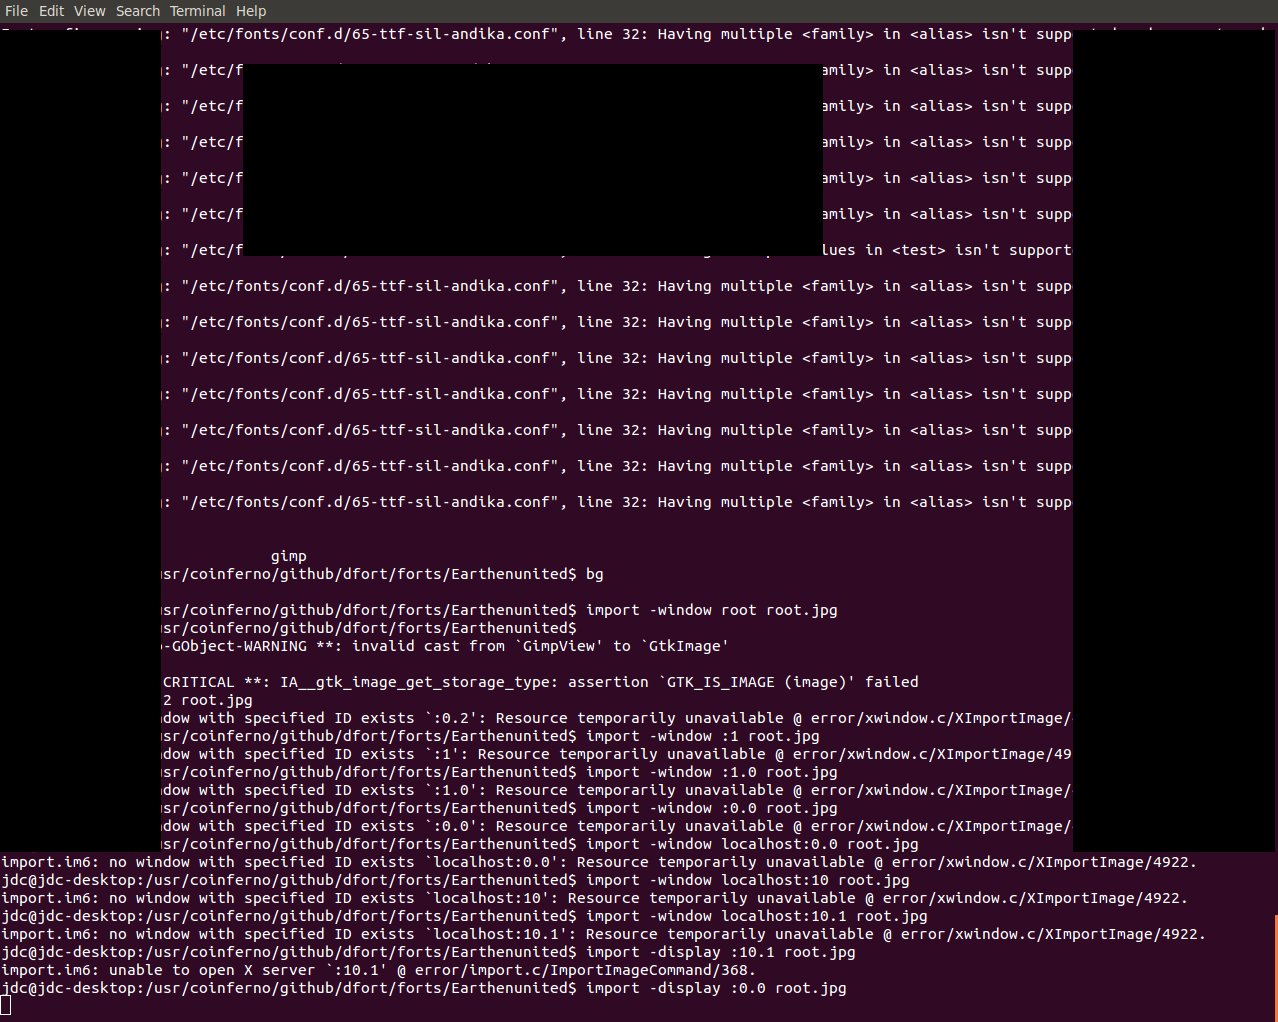 File Edit View Search Terminal Help
: "/etc/fonts/conf.d/65-ttf-sil-andika.conf", line 32: Having multiple <family> in <alias> isn't supp
: "/etc/f amily> in <alias> isn't supp
: "/etc/f amily> in <alias> isn't supp
: "/etc/f amily> in <alias> isn't supp
: "/etc/f amily> in <alias> isn't supp
: "/etc/f amily> in <alias> isn't supp
: "/etc/f lues in <test> isn't support
: "/etc/fonts/conf.d/65-ttf-sil-andika.conf", line 32: Having multiple <family> in <alias> isn't supp
: "/etc/fonts/conf.d/65-ttf-sil-andika.conf", line 32: Having multiple <family> in <alias> isn't supp
: "/etc/fonts/conf.d/65-ttf-sil-andika.conf", line 32: Having multiple <family> in <alias> isn't supp
: "/etc/fonts/conf.d/65-ttf-sil-andika.conf", line 32: Having multiple <family> in <alias> isn't supp
: "/etc/fonts/conf.d/65-ttf-sil-andika.conf", line 32: Having multiple <family> in <alias> isn't supp
: "/etc/fonts/conf.d/65-ttf-sil-andika.conf", line 32: Having multiple <family> in <alias> isn't supp
: "/etc/fonts/conf.d/65-ttf-sil-andika.conf", line 32: Having multiple <family> in <alias> isn't supp
gimp
sr/coinferno/github/dfort/forts/Earthenunited$ bg
sr/coinferno/github/dfort/forts/Earthenunited$ import -window root root.jpg
sr/coinferno/github/dfort/forts/Earthenunited$
-GObject-WARNING **: invalid cast from `GimpView' to `GtkImage'
CRITICAL **: IA__gtk_image_get_storage_type: assertion `GTK_IS_IMAGE (image)' failed
2 root.jpg
dow with specified ID exists `:0.2': Resource temporarily unavailable @ error/xwindow.c/XImportImage/
sr/coinferno/github/dfort/forts/Earthenunited$ import -window :1 root.jpg
dow with specified ID exists `:1': Resource temporarily unavailable @ error/xwindow.c/XImportImage/49
sr/coinferno/github/dfort/forts/Earthenunited$ import -window :1.0 root.jpg
dow with specified ID exists `:1.0': Resource temporarily unavailable @ error/xwindow.c/XImportImage/
sr/coinferno/github/dfort/forts/Earthenunited$ import -window :0.0 root.jpg
dow with specified ID exists `:0.0': Resource temporarily unavailable @ error/xwindow.c/XImportImage/
sr/coinferno/github/dfort/forts/Earthenunited$ import -window localhost:0.0 root.jpg
import.im6: no window with specified ID exists `localhost:0.0': Resource temporarily unavailable @ error/xwindow.c/XImportImage/4922.
jdc@jdc-desktop:/usr/coinferno/github/dfort/forts/Earthenunited$ import -window localhost:10 root.jpg
import.im6: no window with specified ID exists `localhost:10': Resource temporarily unavailable @ error/xwindow.c/XImportImage/4922.
jdc@jdc-desktop:/usr/coinferno/github/dfort/forts/Earthenunited$ import -window localhost:10.1 root.jpg
import.im6: no window with specified ID exists `localhost:10.1': Resource temporarily unavailable @ error/xwindow.c/XImportImage/4922.
jdc@jdc-desktop:/usr/coinferno/github/dfort/forts/Earthenunited$ import -display :10.1 root.jpg
import.im6: unable to open X server `:10.1' @ error/import.c/ImportImageCommand/368.
jdc@jdc-desktop:/usr/coinferno/github/dfort/forts/Earthenunited$ import -display :0.0 root.jpg